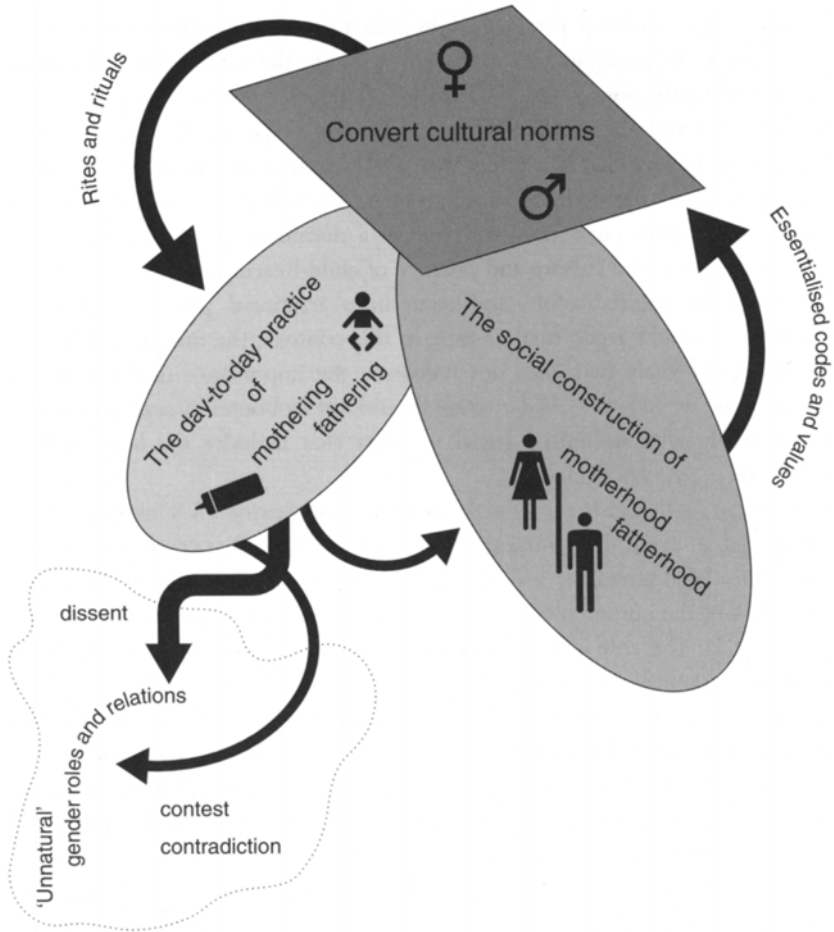 Rites and rituals
Convert cultural norms
Essentialised codes and values
The day-to-day practice
of
mothering
fathering
The social construction of
motherhood
fatherhood
dissent
'Unnatural'
gender roles and relations
contest
contradiction